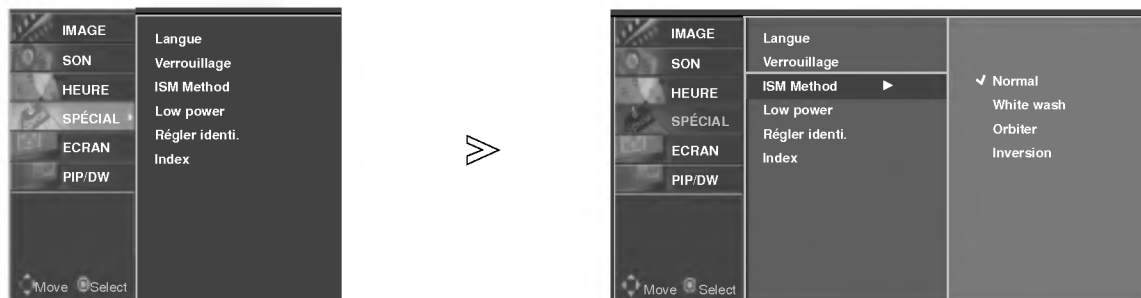 IMAGE
SON
HEURE
SPÉCIAL
ECRAN
PIP/DW
Move Select
Langue
Verrouillage
ISM Method
Low power
Régler identi.
Index
IMAGE
SON
HEURE
SPÉCIAL
ECRAN
PIP/DW
Move Select
Langue
Verrouillage
ISM Method ►
Low power
Régler identi.
Index
✔ Normal
White wash
Orbiter
Inversion